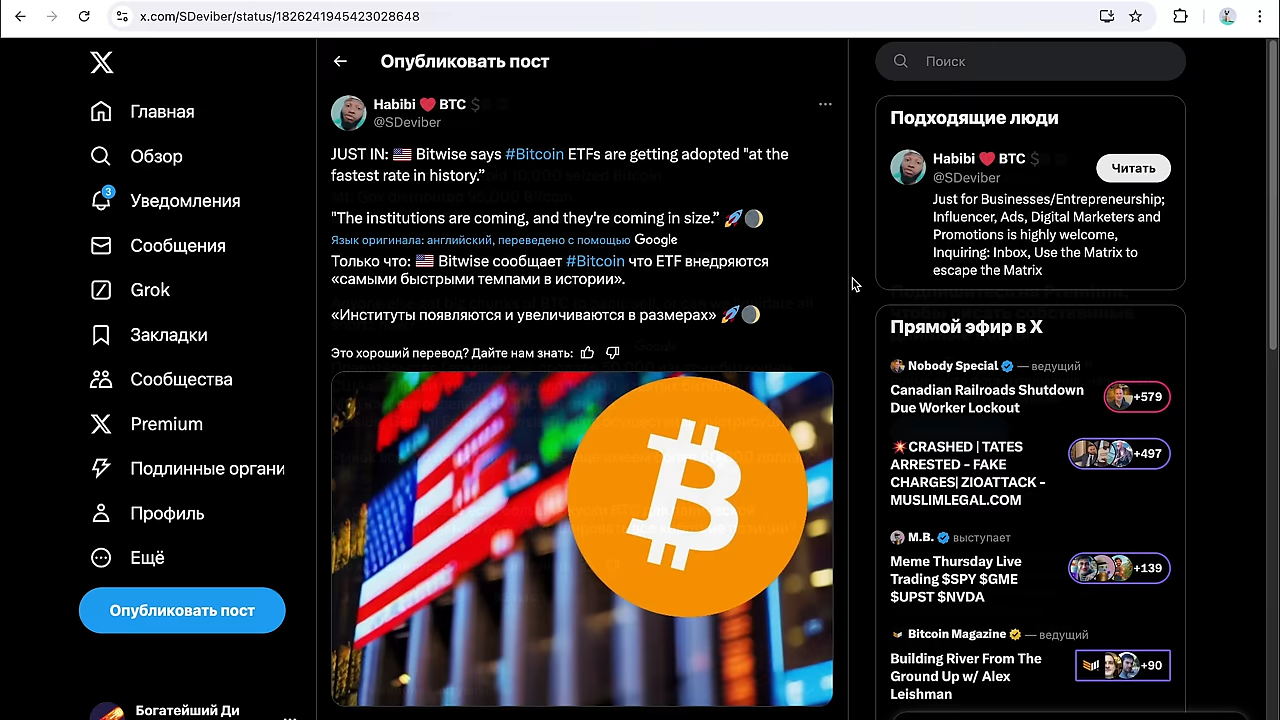 x.com/SDeviber/status/1826241945423028648
Главная
Обзор
3
Уведомления
Сообщения
Grok
Закладки
Сообщества
Premium
Подлинные органи
Профиль
Ещё
Опубликовать пост
Богатейший Ди
Опубликовать пост
Habibi ❤️ BTC
@SDeviber
JUST IN: 🇺🇸 Bitwise says #Bitcoin ETFs are getting adopted "at the
fastest rate in history.”
"The institutions are coming, and they're coming in size.” 🚀🌖
Язык оригинала: английский, переведено с помощью Google
Только что: 🇺🇸 Bitwise сообщает #Bitcoin что ETF внедряются
«самыми быстрыми темпами в истории».
«Институты появляются и увеличиваются в размерах» 🚀🌖
Это хороший перевод? Дайте нам знать:
Поиск
Подходящие люди
Habibi ❤️ BTC
@SDeviber
Читать
Just for Businesses/Entrepreneurship;
Influencer, Ads, Digital Marketers and
Promotions is highly welcome,
Inquiring: Inbox, Use the Matrix to
escape the Matrix
Прямой эфир в X
Nobody Special — ведущий
Canadian Railroads Shutdown
Due Worker Lockout
+579
💥CRASHED | TATES
ARRESTED - FAKE
CHARGES| ZIOATTACK -
MUSLIMLEGAL.COM
+497
M.B. выступает
Meme Thursday Live
Trading $SPY $GME
$UPST $NVDA
+139
Bitcoin Magazine — ведущий
Building River From The
Ground Up w/ Alex
Leishman
+90